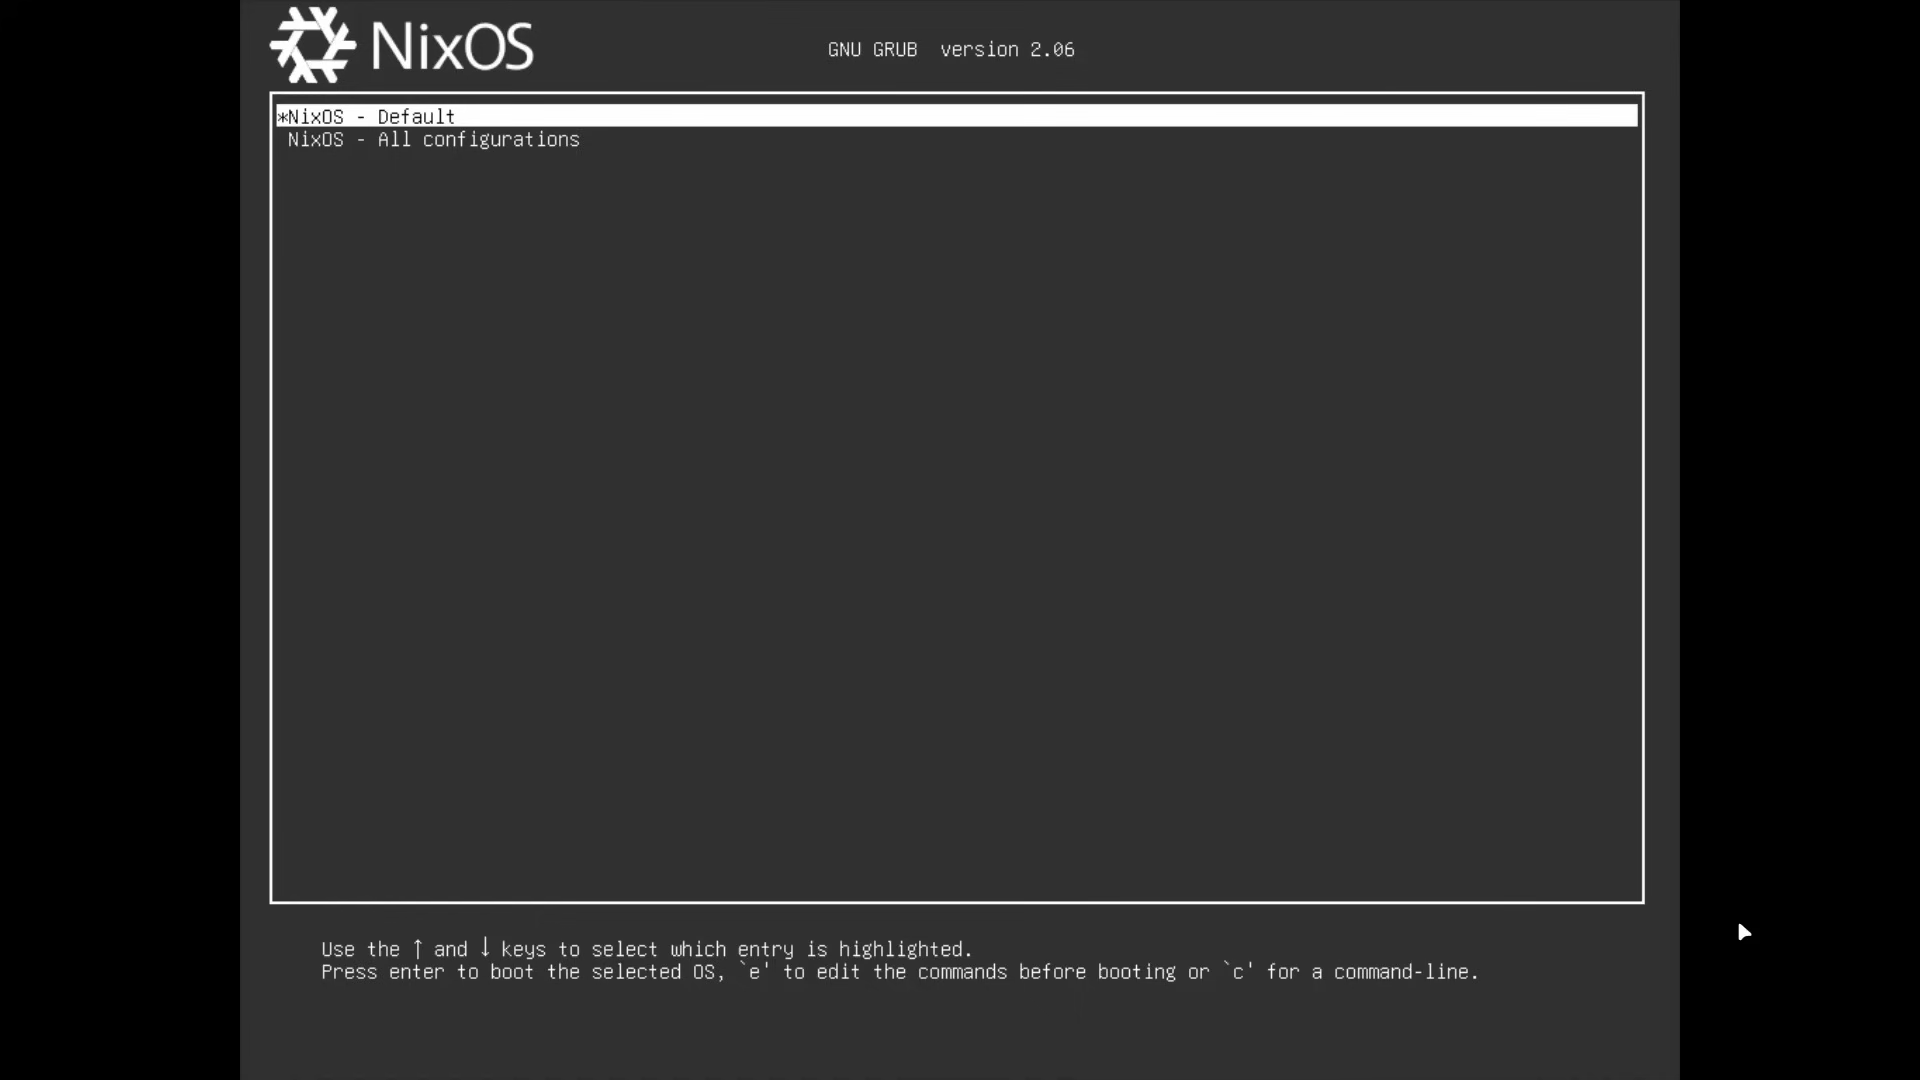 NixOS
GNU GRUB  version 2.06
*NixOS - Default
NixOS - All configurations
Use the ↑ and ↓ keys to select which entry is highlighted.
Press enter to boot the selected OS, `e' to edit the commands before booting or `c' for a command-line.